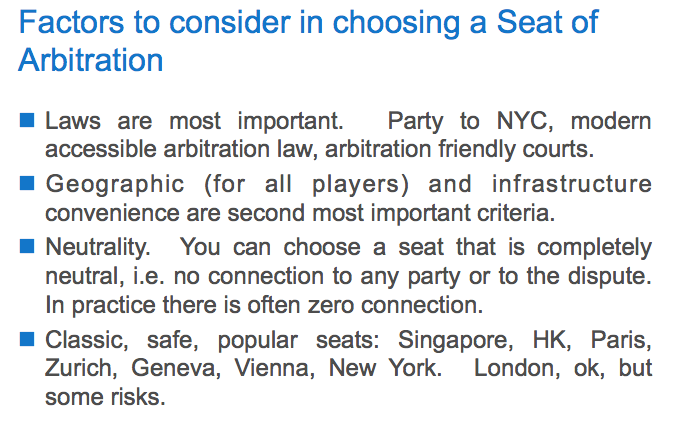 Factors to consider in choosing a Seat of
Arbitration
Laws are most important. Party to NYC, modern
accessible arbitration law, arbitration friendly courts.
Geographic (for all players) and infrastructure
convenience are second most important criteria.
Neutrality. You can choose a seat that is completely
neutral, i.e. no connection to any party or to the dispute.
In practice there is often zero connection.
Classic, safe, popular seats: Singapore, HK, Paris,
Zurich, Geneva, Vienna, New York. London, ok, but
some risks.